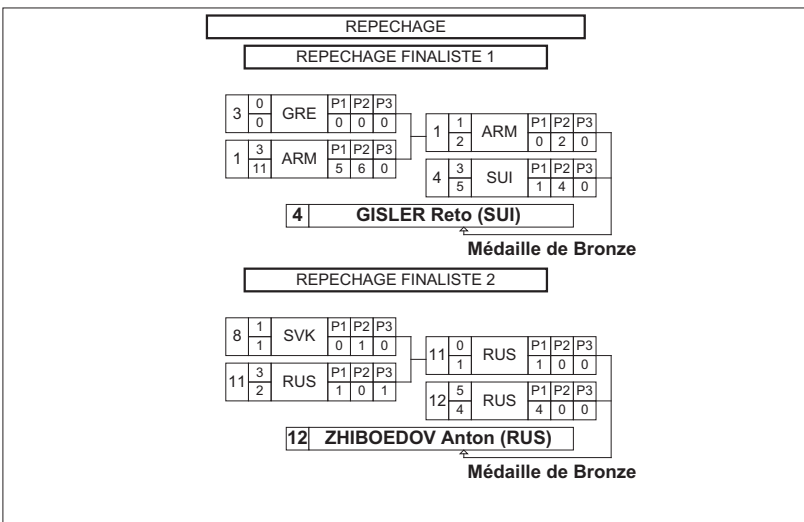 REPECHAGE
REPECHAGE FINALISTE 1
3 0 GRE P1 P2 P3
0 0 0 0
1 3 ARM P1 P2 P3
11 5 6 0
1 1 ARM P1 P2 P3
2 0 2 0
4 3 SUI P1 P2 P3
5 1 4 0
4 GISLER Reto (SUI)
Médaille de Bronze
REPECHAGE FINALISTE 2
8 1 SVK P1 P2 P3
1 0 1 0
11 3 RUS P1 P2 P3
2 1 0 1
11 0 RUS P1 P2 P3
1 1 0 0
12 5 RUS P1 P2 P3
4 4 0 0
12 ZHIBOEDOV Anton (RUS)
Médaille de Bronze